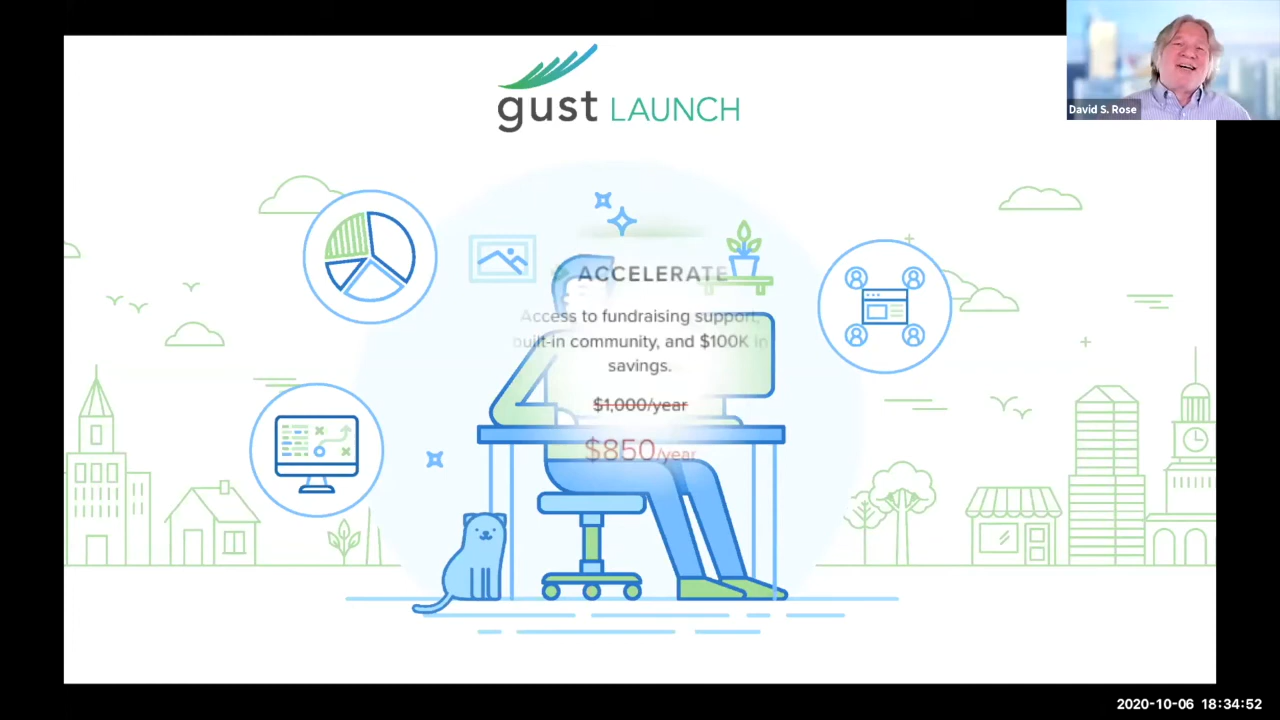 gust LAUNCH
David S. Rose
ACCELERATE
Access to fundraising support,
built-in community, and $100K in
savings.
$1,000/year
$850/year
2020-10-06 18:34:52